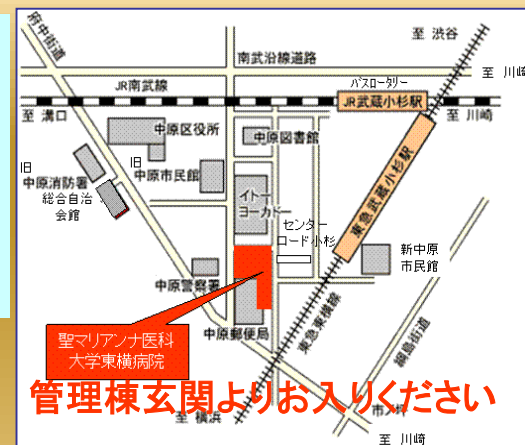 府中街道
至 渋谷
南武沿線道路
至 川崎
バスロータリー
JR南武線
JR武蔵小杉駅
至 溝口
至 川崎
中原区役所
中原図書館
旧
中原消防署
旧
中原市民館
総合自治
会館
イトー
ヨーカドー
東急武蔵小杉駅
センター
ロード小杉
新中原
市民館
中原警察署
中原郵便局
東急東横線
綱島街道
聖マリアンナ医科
大学東横病院
管理棟玄関よりお入りください
至 横浜
市ノ坪
至 川崎